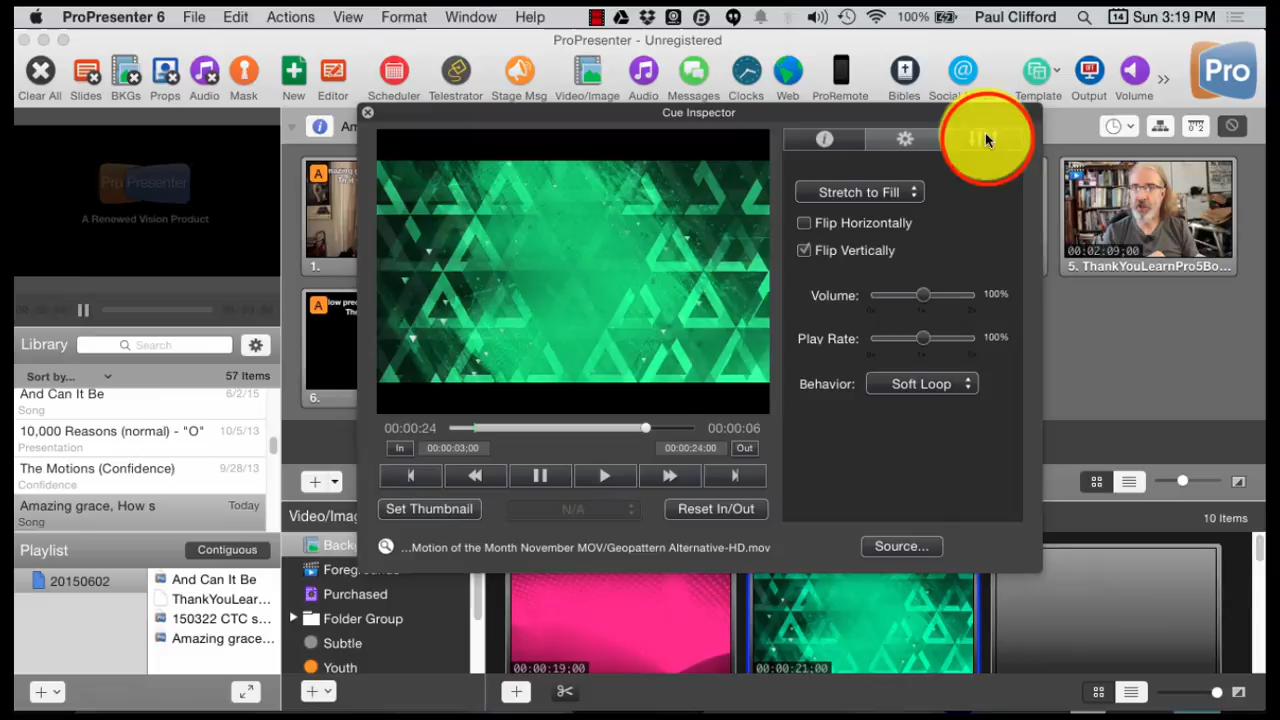 ProPresenter 6 File Edit Actions View Format Window Help 100% Paul Clifford 14 Sun 3:19 PM
ProPresenter - Unregistered
Pro
Clear All Slides BKGs Props Audio Mask New Editor Scheduler Telestrator Stage Msg Video/Image Audio Messages Clocks Web ProRemote Bibles Social Template Output Volume
Cue Inspector
Pro Presenter
A Renewed Vision Product
Stretch to Fill
Flip Horizontally
Flip Vertically
00:02:09;00
1.
5. ThankYouLearnPro5Bo...
Volume: 100%
0x 1x 2x
Play Rate: 100%
Library Search
Sort by... 57 Items
Behavior: Soft Loop
And Can It Be 6/2/15
Song
6.
10,000 Reasons (normal) - "O" 10/5/13
Presentation
00:00:24 00:00:06
In 00:00:03;00 00:00:24:00 Out
The Motions (Confidence) 9/28/13
Confidence
Amazing grace, How s Today
Song
Set Thumbnail N/A Reset In/Out
Video/Imag
10 Items
...Motion of the Month November MOV/Geopattern Alternative-HD.mov Source...
Playlist Contiguous
20150602
And Can It Be
ThankYouLear...
150322 CTC s...
Amazing grace...
Purchased
Folder Group
Subtle
Youth
00:00:19;00
00:00:21;00